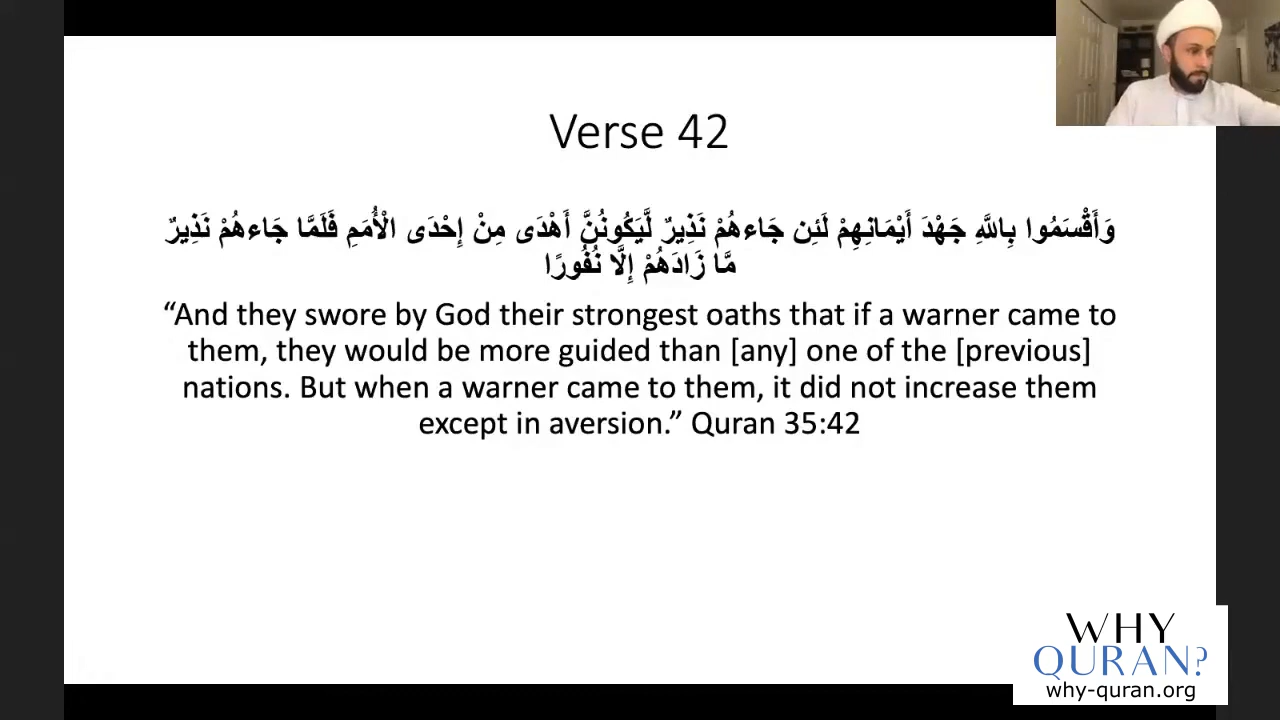 Verse 42
وَأَقْسَمُوا بِاللَّهِ جَهْدَ أَيْمَانِهِمْ لَئِن جَاءهُمْ نَذِيرٌ لَّيَكُونُنَّ أَهْدَى مِنْ إِحْدَى الْأُمَمِ فَلَمَّا جَاءهُمْ نَذِيرٌ
مَّا زَادَهُمْ إِلَّا نُفُورًا
“And they swore by God their strongest oaths that if a warner came to
them, they would be more guided than [any] one of the [previous]
nations. But when a warner came to them, it did not increase them
except in aversion.” Quran 35:42
WHY
QURAN?
why-quran.org